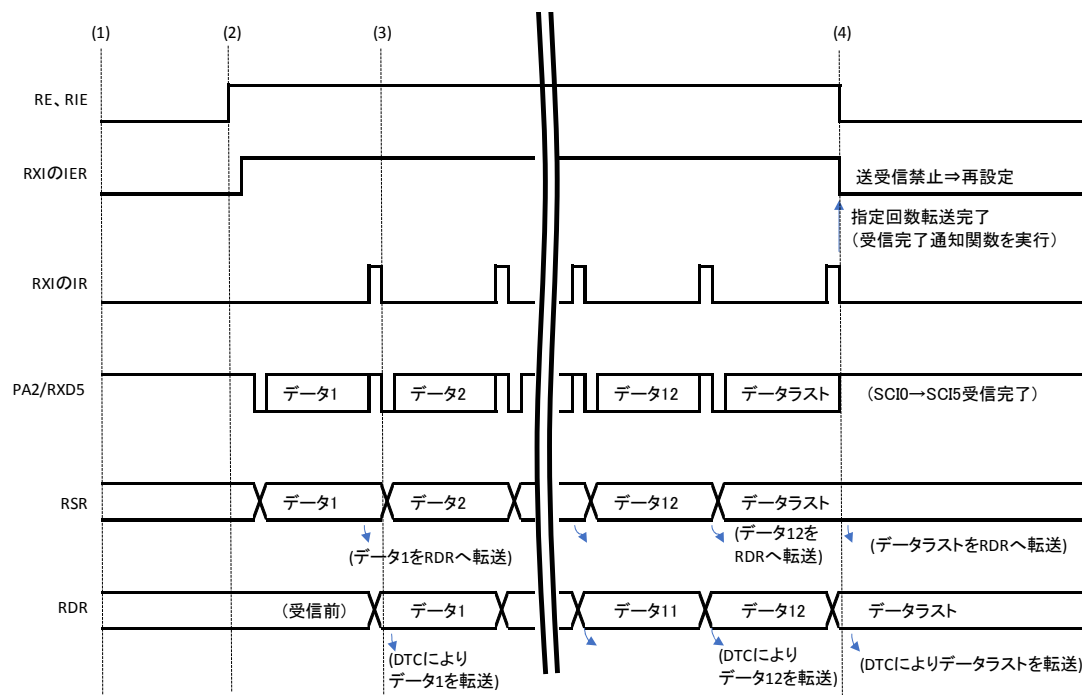 (1)
(2)
(3)
(4)
RE、RIE
RXIのIER
送受信禁止⇒再設定
指定回数転送完了
（受信完了通知関数を実行）
RXIのIR
PA2/RXD5
データ1
データ2
データ12
データラスト
（SCI0→SCI5受信完了）
RSR
データ1
データ2
データ12
データラスト
(データ1をRDRへ転送)
(データ12を
RDRへ転送)
(データラストをRDRへ転送)
RDR
（受信前）
データ1
データ11
データ12
データラスト
(DTCにより
データ1を転送)
(DTCにより
データ12を転送)
(DTCによりデータラストを転送)